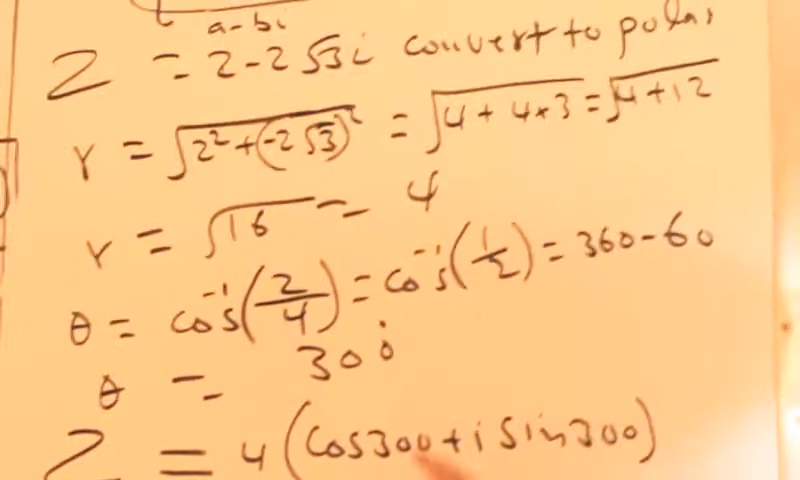 a-bi
Z = 2-2√3i convert to polar
r = √(2²+(-2√3)²) = √(4+4×3) = √(4+12)
r = √16 = 4
θ = cos⁻¹(2/4) = cos⁻¹(1/2) = 360-60
θ = 300°
Z = 4(Cos300+i Sin300)